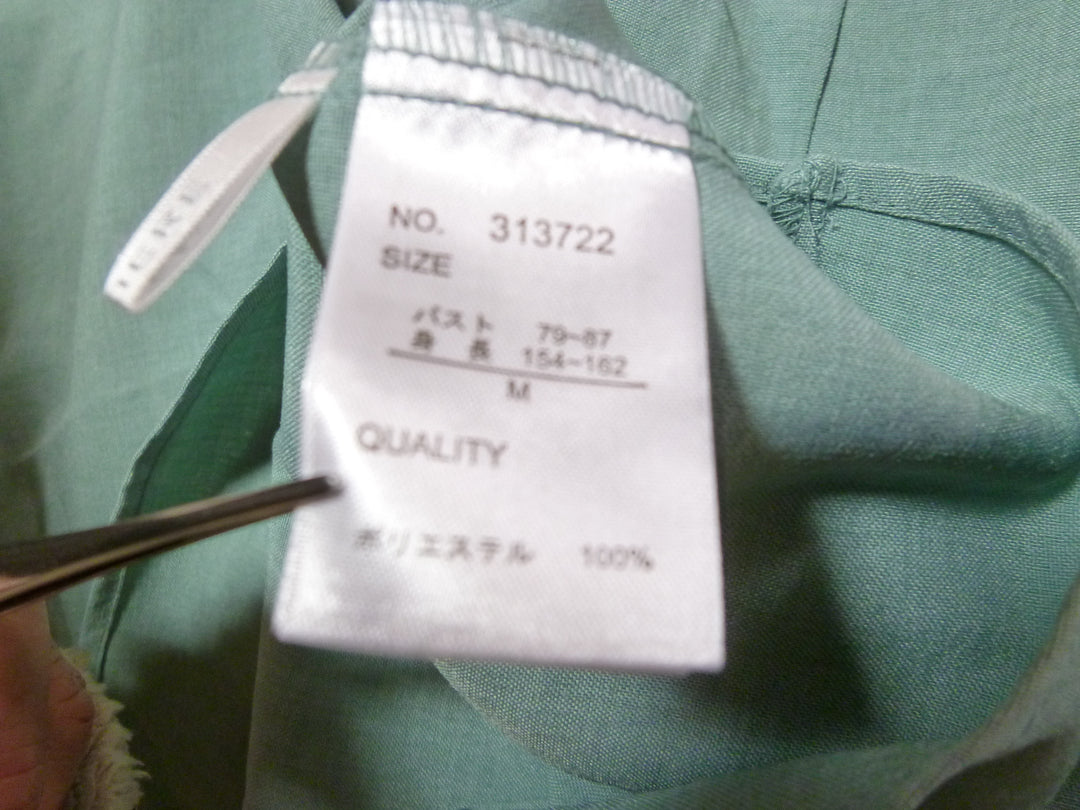 NO. 313722
SIZE
バスト 79~87
身長 154~162
M
QUALITY
ポリエステル 100%